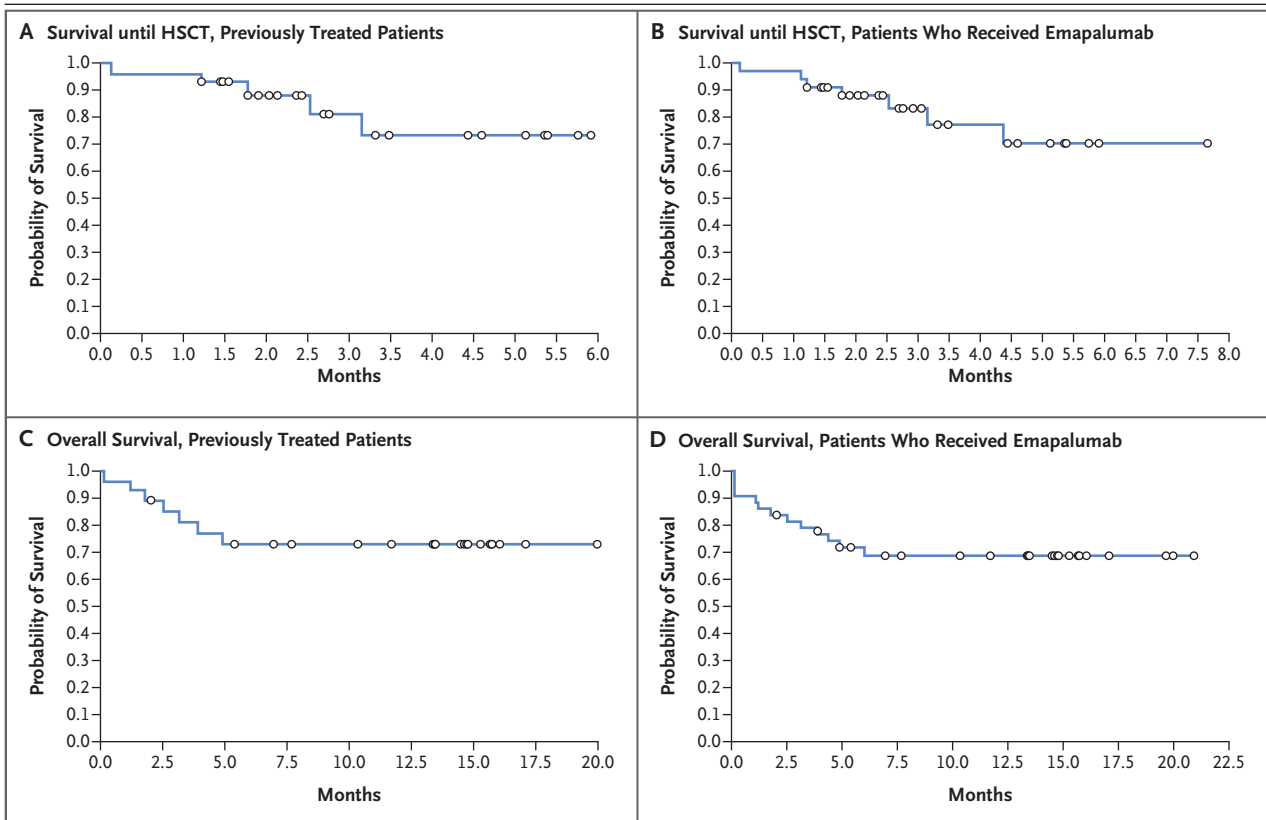 A Survival until HSCT, Previously Treated Patients
Probability of Survival
1.0
0.9
0.8
0.7
0.6
0.5
0.4
0.3
0.2
0.1
0.0
0.0 0.5 1.0 1.5 2.0 2.5 3.0 3.5 4.0 4.5 5.0 5.5 6.0
Months
B Survival until HSCT, Patients Who Received Emapalumab
Probability of Survival
1.0
0.9
0.8
0.7
0.6
0.5
0.4
0.3
0.2
0.1
0.0
0.0 0.5 1.0 1.5 2.0 2.5 3.0 3.5 4.0 4.5 5.0 5.5 6.0 6.5 7.0 7.5 8.0
Months
C Overall Survival, Previously Treated Patients
Probability of Survival
1.0
0.9
0.8
0.7
0.6
0.5
0.4
0.3
0.2
0.1
0.0
0.0 2.5 5.0 7.5 10.0 12.5 15.0 17.5 20.0
Months
D Overall Survival, Patients Who Received Emapalumab
Probability of Survival
1.0
0.9
0.8
0.7
0.6
0.5
0.4
0.3
0.2
0.1
0.0
0.0 2.5 5.0 7.5 10.0 12.5 15.0 17.5 20.0 22.5
Months